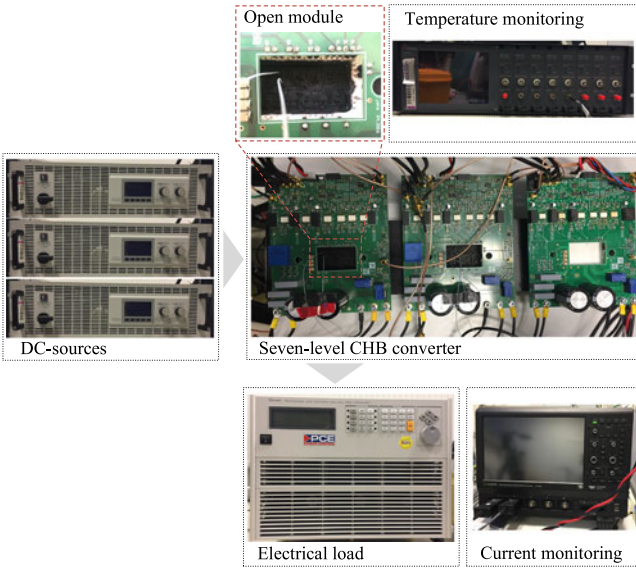 Open module
Temperature monitoring
DC-sources
Seven-level CHB converter
PCE
Electrical load
Current monitoring